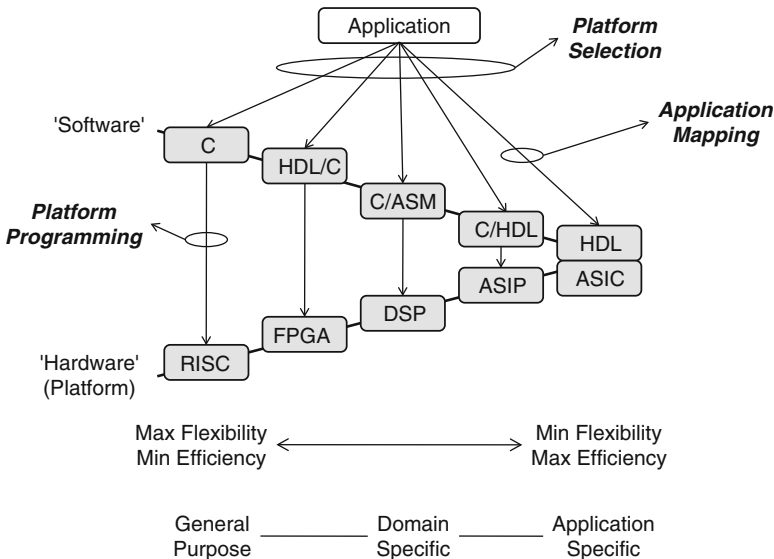 Application
Platform
Selection
'Software'
Application
Mapping
C
HDL/C
C/ASM
C/HDL
HDL
Platform
Programming
ASIC
ASIP
DSP
FPGA
RISC
'Hardware'
(Platform)
Max Flexibility
Min Efficiency
Min Flexibility
Max Efficiency
General
Purpose
Domain
Specific
Application
Specific